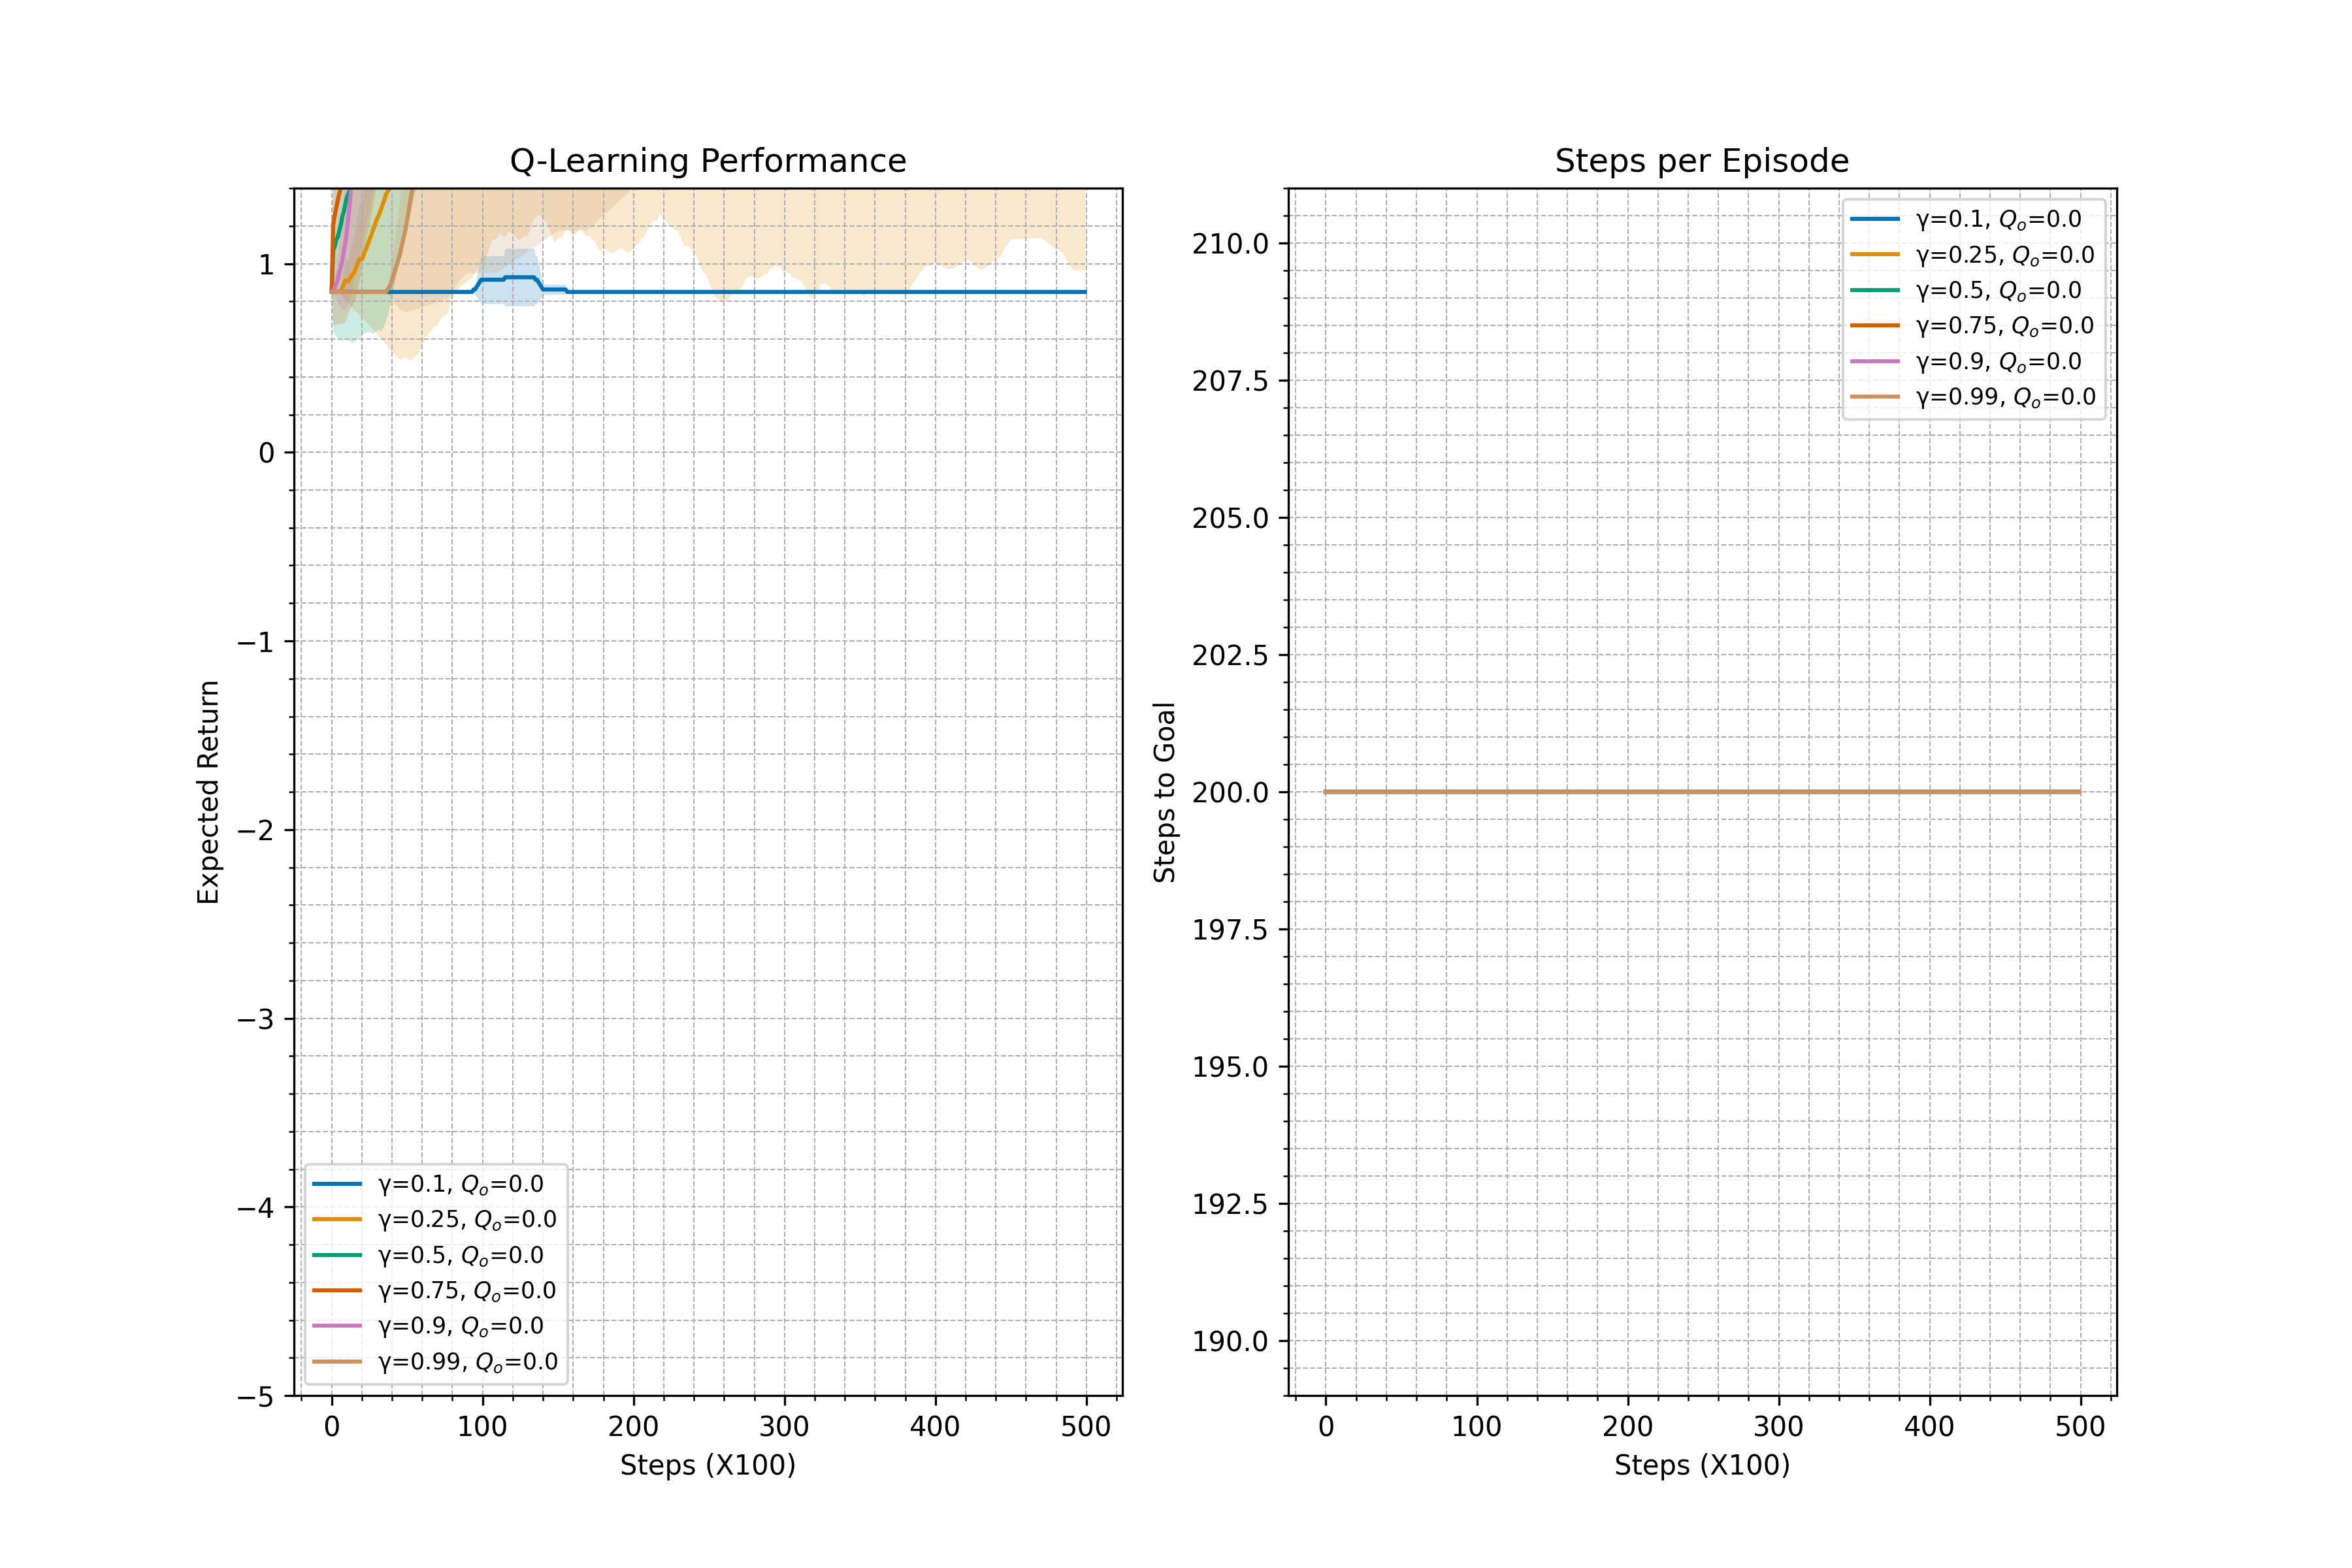 Q-Learning Performance
Expected Return
1
0
−1
−2
−3
−4
−5
γ=0.1, Qo=0.0
γ=0.25, Qo=0.0
γ=0.5, Qo=0.0
γ=0.75, Qo=0.0
γ=0.9, Qo=0.0
γ=0.99, Qo=0.0
0 100 200 300 400 500
Steps (X100)
Steps per Episode
Steps to Goal
210.0
207.5
205.0
202.5
200.0
197.5
195.0
192.5
190.0
γ=0.1, Qo=0.0
γ=0.25, Qo=0.0
γ=0.5, Qo=0.0
γ=0.75, Qo=0.0
γ=0.9, Qo=0.0
γ=0.99, Qo=0.0
0 100 200 300 400 500
Steps (X100)